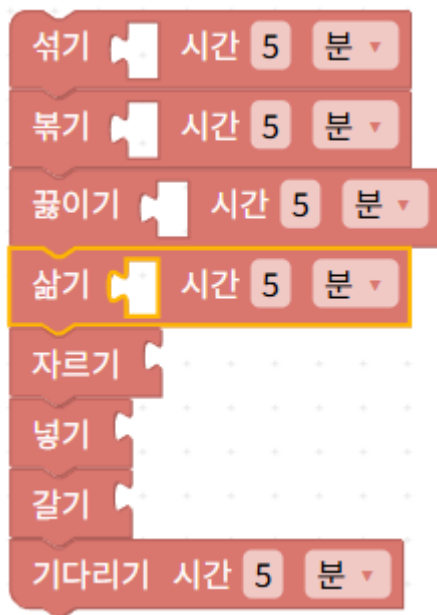 섞기 시간 5 분
볶기 시간 5 분
끓이기 시간 5 분
삶기 시간 5 분
자르기
넣기
갈기
기다리기 시간 5 분